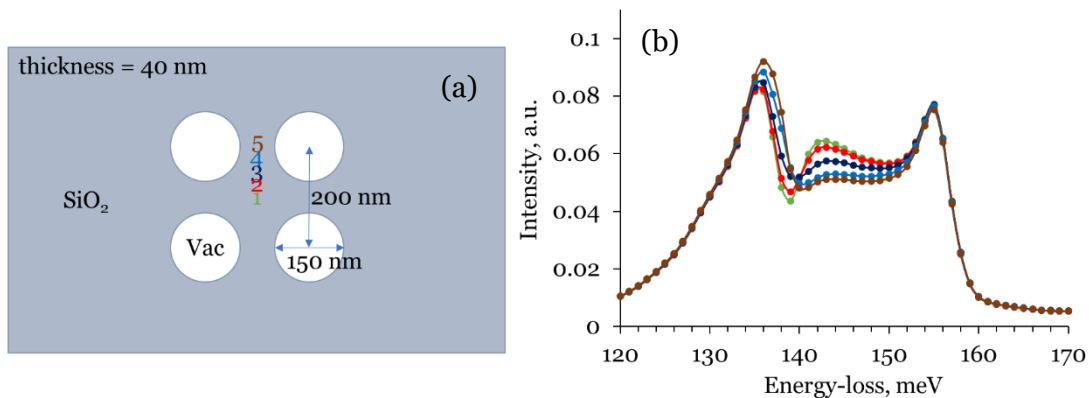 thickness = 40 nm
(a)
5
4
3
2
1
200 nm
SiO₂
Vac
150 nm
(b)
Intensity, a.u.
0.1
0.08
0.06
0.04
0.02
0
120 130 140 150 160 170
Energy-loss, meV